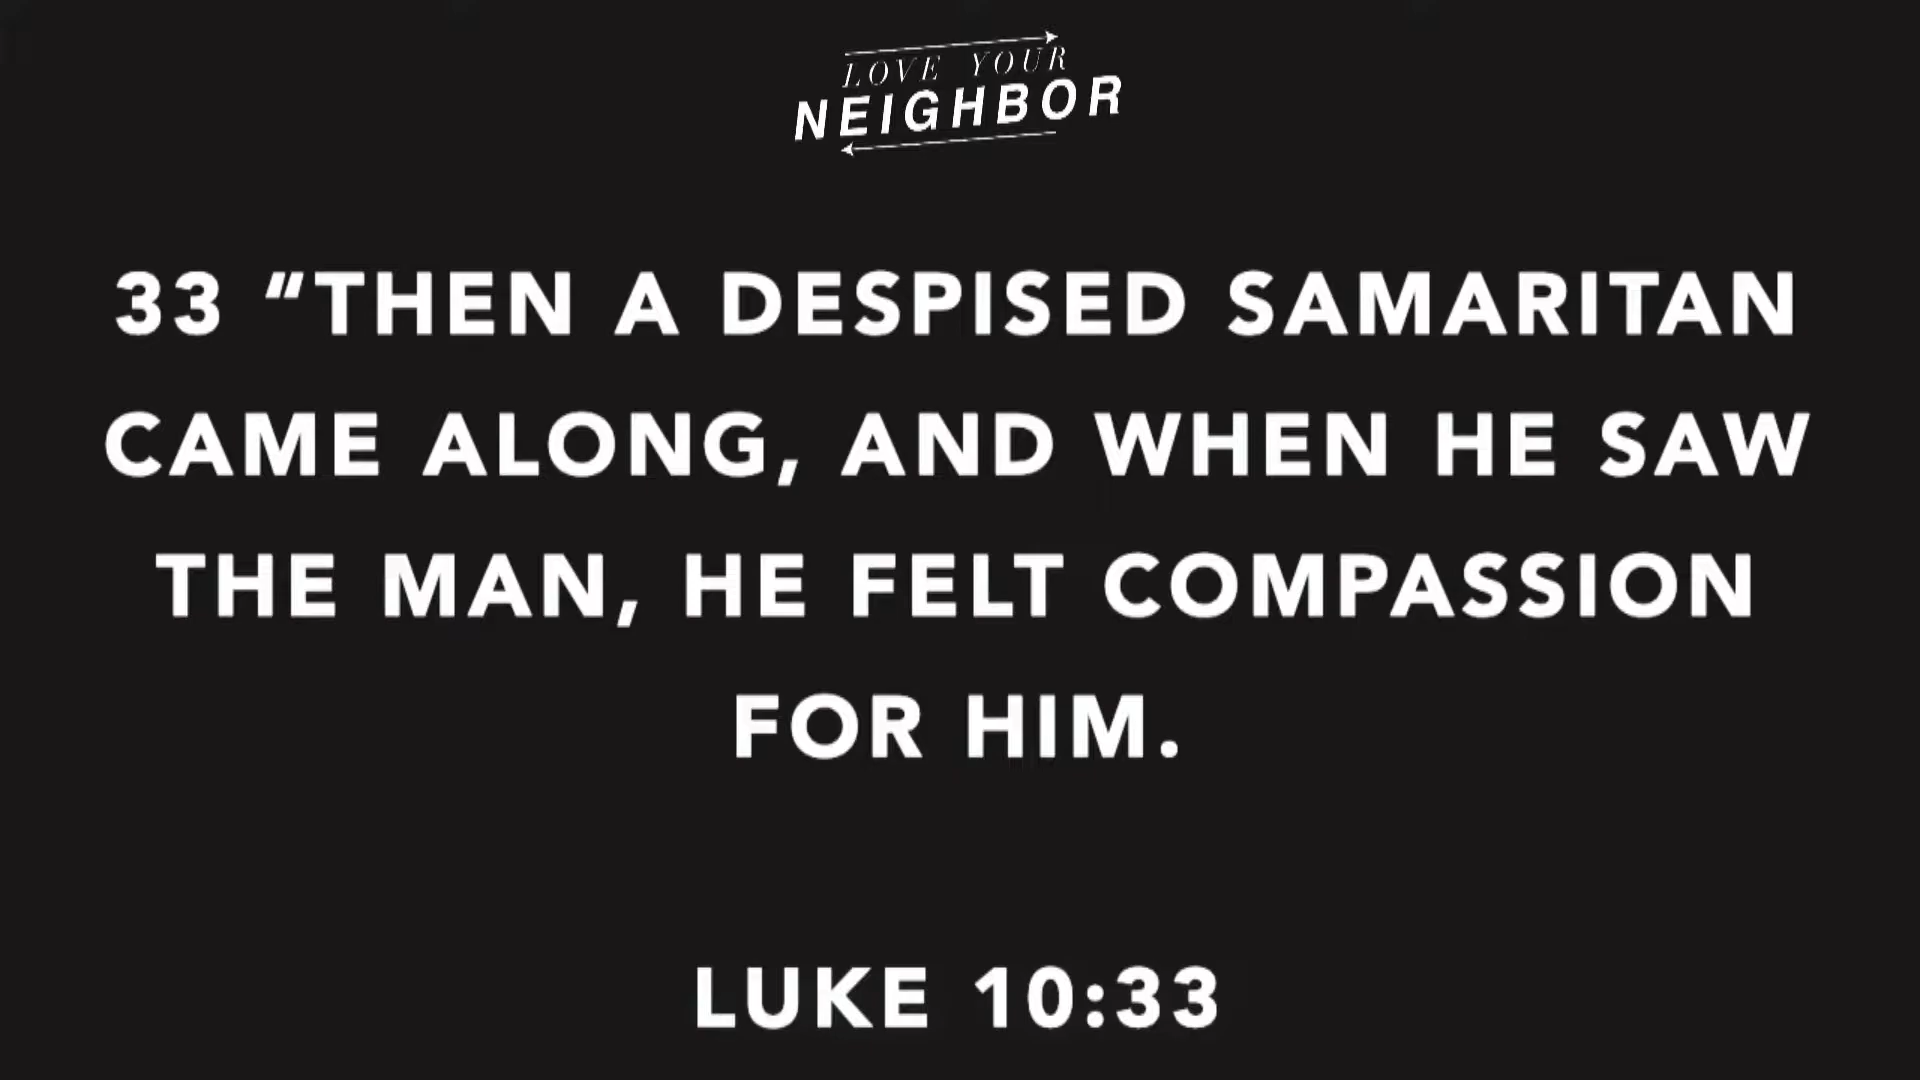 LOVE YOUR
NEIGHBOR
33 “THEN A DESPISED SAMARITAN
CAME ALONG, AND WHEN HE SAW
THE MAN, HE FELT COMPASSION
FOR HIM.
LUKE 10:33